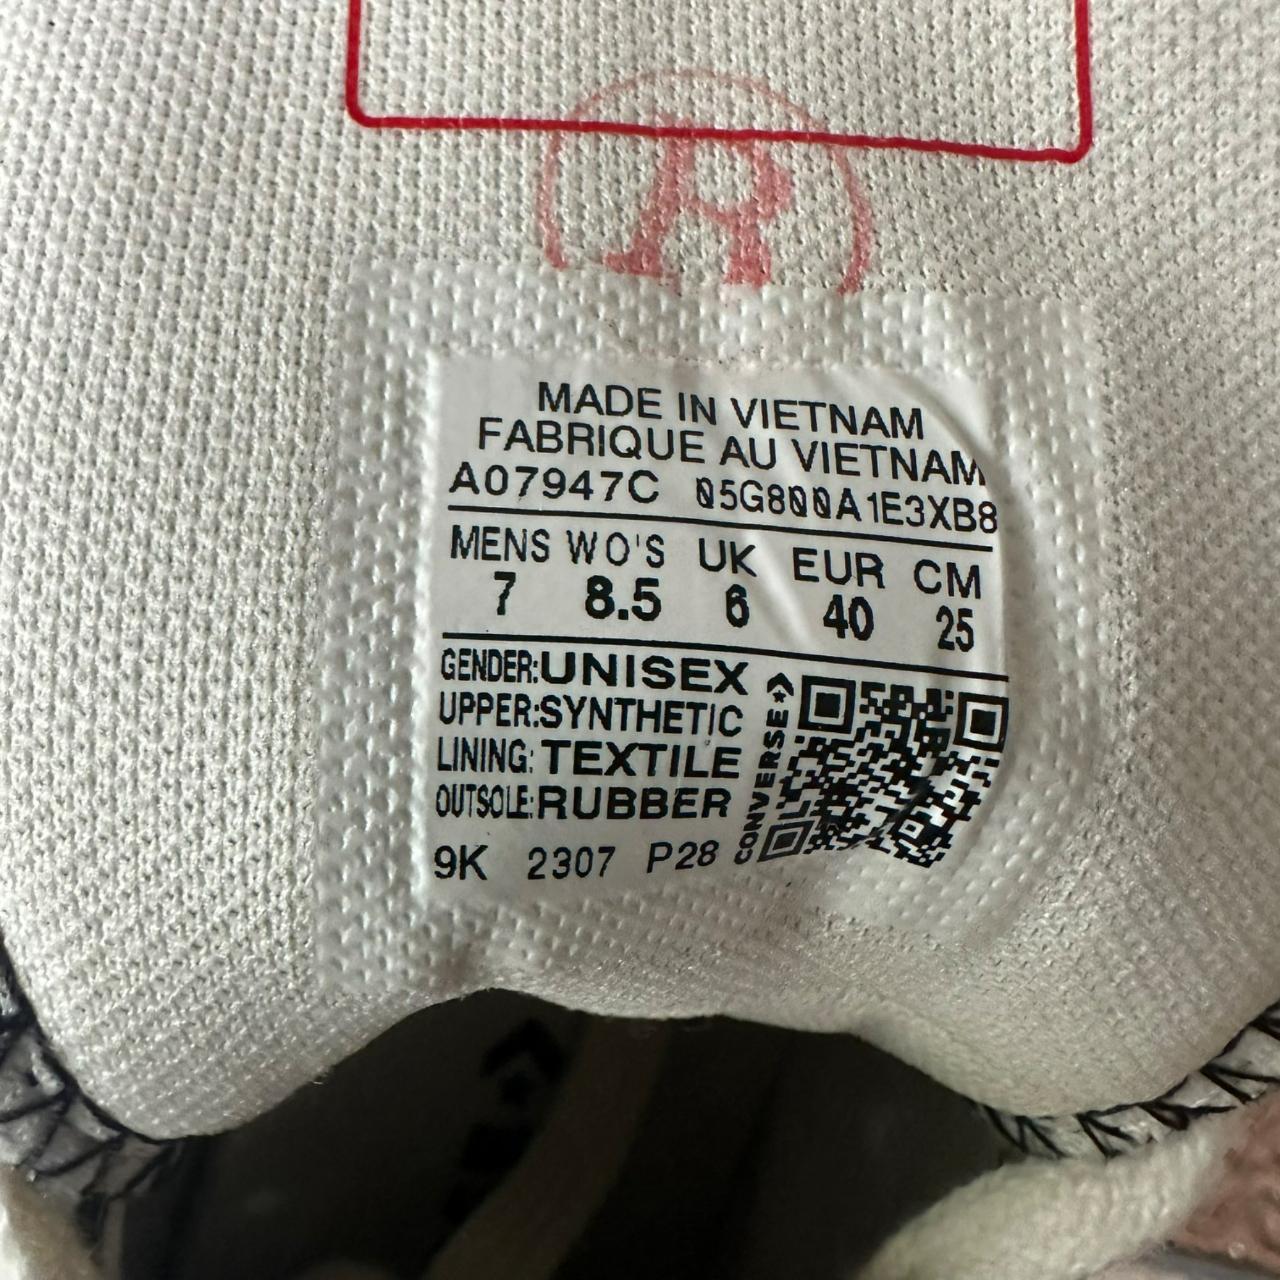 R
MADE IN VIETNAM
FABRIQUE AU VIETNAM
A07947C 05G800A1E3XB8
MENS WO'S UK EUR CM
7 8.5 6 40 25
GENDER:UNISEX
UPPER:SYNTHETIC
LINING: TEXTILE
OUTSOLE:RUBBER
CONVERSE
9K 2307 P28